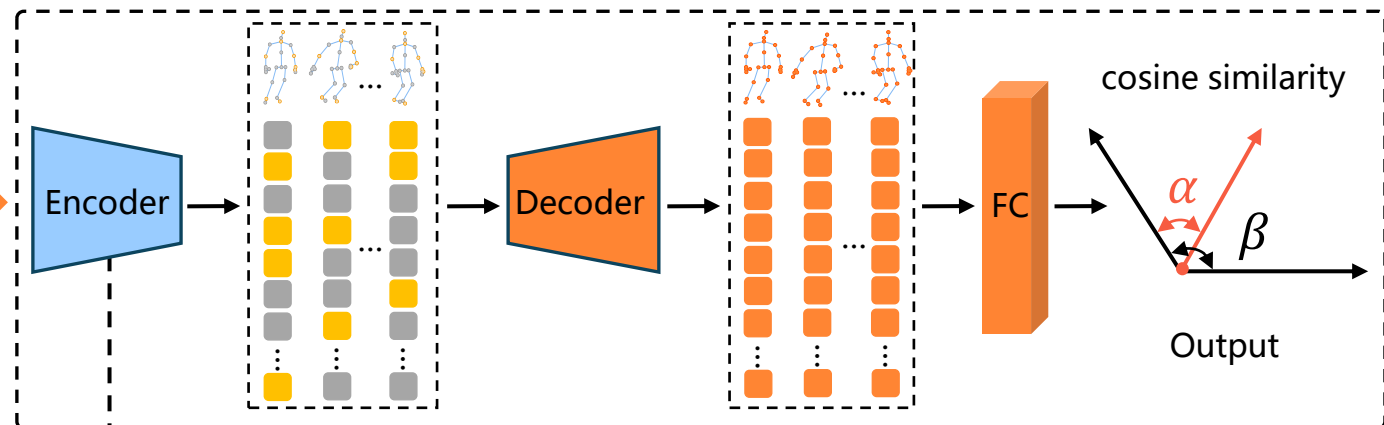 Encoder
Decoder
FC
cosine similarity
α
β
Output
...
...
...
...